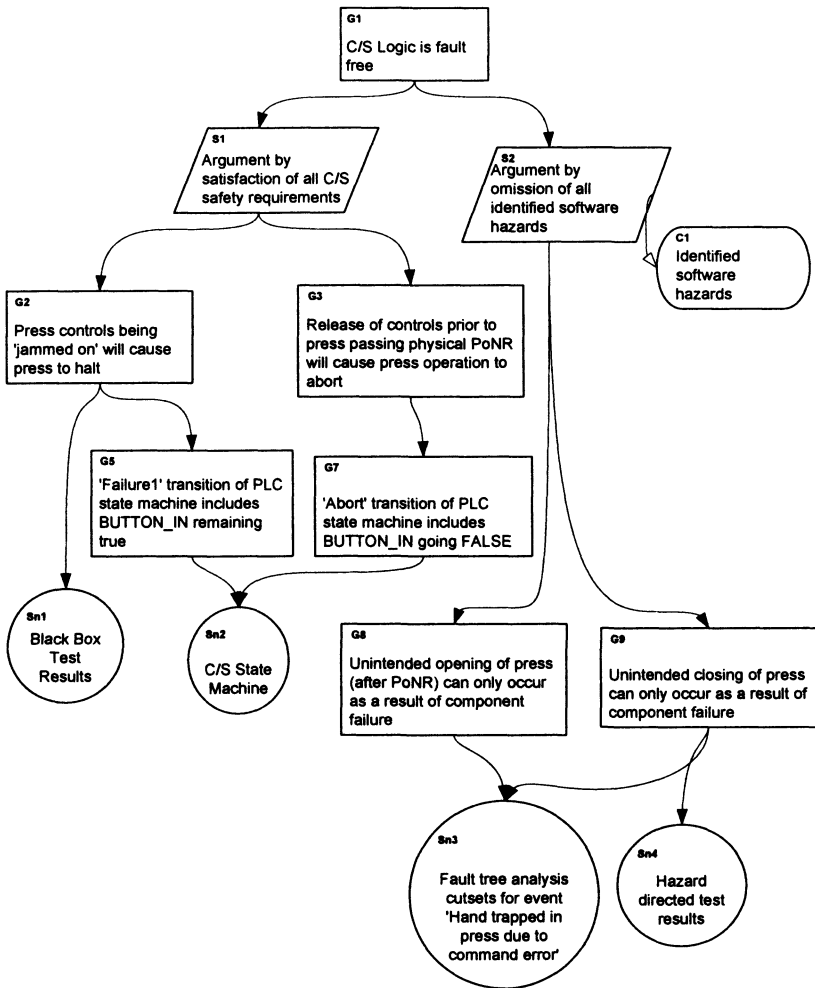 G1
C/S Logic is fault
free
S1
Argument by
satisfaction of all C/S
safety requirements
S2
Argument by
omission of all
identified software
hazards
C1
Identified
software
hazards
G2
Press controls being
'jammed on' will cause
press to halt
G3
Release of controls prior to
press passing physical PoNR
will cause press operation to
abort
G5
'Failure1' transition of PLC
state machine includes
BUTTON_IN remaining
true
G7
'Abort' transition of PLC
state machine includes
BUTTON_IN going FALSE
Sn1
Black Box
Test
Results
Sn2
C/S State
Machine
G8
Unintended opening of press
(after PoNR) can only occur
as a result of component
failure
G9
Unintended closing of press
can only occur as a result of
component failure
Sn3
Fault tree analysis
cutsets for event
'Hand trapped in
press due to
command error'
Sn4
Hazard
directed test
results